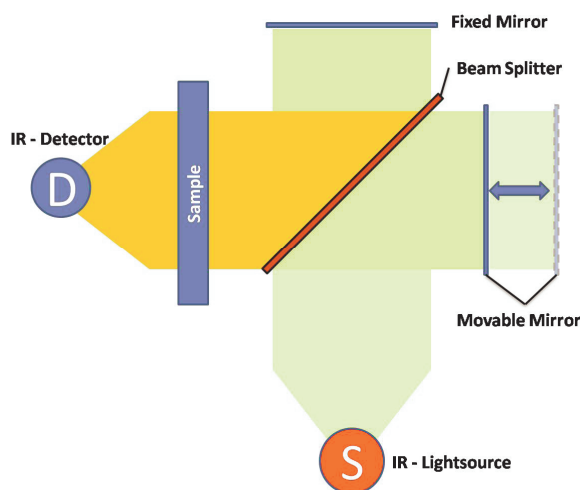 Fixed Mirror
Beam Splitter
IR - Detector
D
Sample
Movable Mirror
S
IR - Lightsource